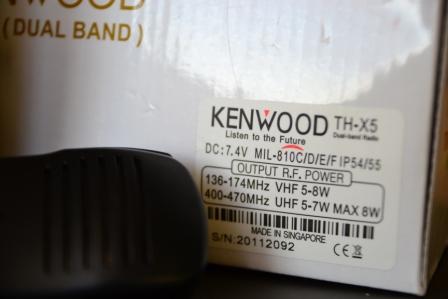 WOOD
( DUAL BAND )
KENWOOD TH-X5
Listen to the Future Dual-band Radio
DC:7.4V MIL-810C/D/E/F IP54/55
OUTPUT R.F. POWER
136-174MHz VHF 5-8W
400-470MHz UHF 5-7W MAX 8W
MADE IN SINGAPORE
S/N:20112092 CE